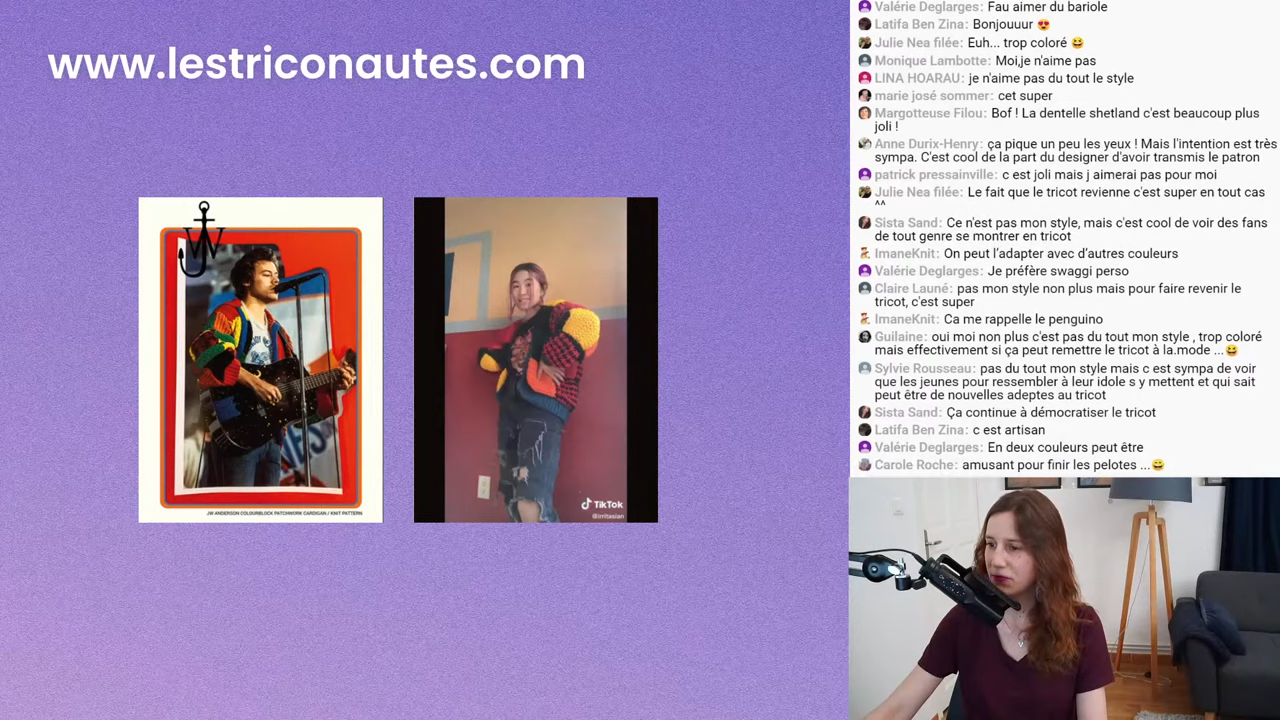 www.lestriconautes.com
JW
JW ANDERSON COLOURBLOCK PATCHWORK CARDIGAN / KNIT PATTERN
TikTok
@irritasian
Valérie Deglarges: Fau aimer du bariole
Latifa Ben Zina: Bonjouuur 😍
Julie Nea filée: Euh... trop coloré 😄
Monique Lambotte: Moi,je n'aime pas
LINA HOARAU: je n'aime pas du tout le style
marie josé sommer: cet super
Margotteuse Filou: Bof ! La dentelle shetland c'est beaucoup plus
joli !
Anne Durix-Henry: ça pique un peu les yeux ! Mais l'intention est très
sympa. C'est cool de la part du designer d'avoir transmis le patron
patrick pressainville: c est joli mais j aimerai pas pour moi
Julie Nea filée: Le fait que le tricot revienne c'est super en tout cas
^^
Sista Sand: Ce n'est pas mon style, mais c'est cool de voir des fans
de tout genre se montrer en tricot
ImaneKnit: On peut l'adapter avec d'autres couleurs
Valérie Deglarges: Je préfère swaggi perso
Claire Launé: pas mon style non plus mais pour faire revenir le
tricot, c'est super
ImaneKnit: Ca me rappelle le penguino
Guilaine: oui moi non plus c'est pas du tout mon style , trop coloré
mais effectivement si ça peut remettre le tricot à la.mode ...😄
Sylvie Rousseau: pas du tout mon style mais c est sympa de voir
que les jeunes pour ressembler à leur idole s y mettent et qui sait
peut être de nouvelles adeptes au tricot
Sista Sand: Ça continue à démocratiser le tricot
Latifa Ben Zina: c est artisan
Valérie Deglarges: En deux couleurs peut être
Carole Roche: amusant pour finir les pelotes ...😄